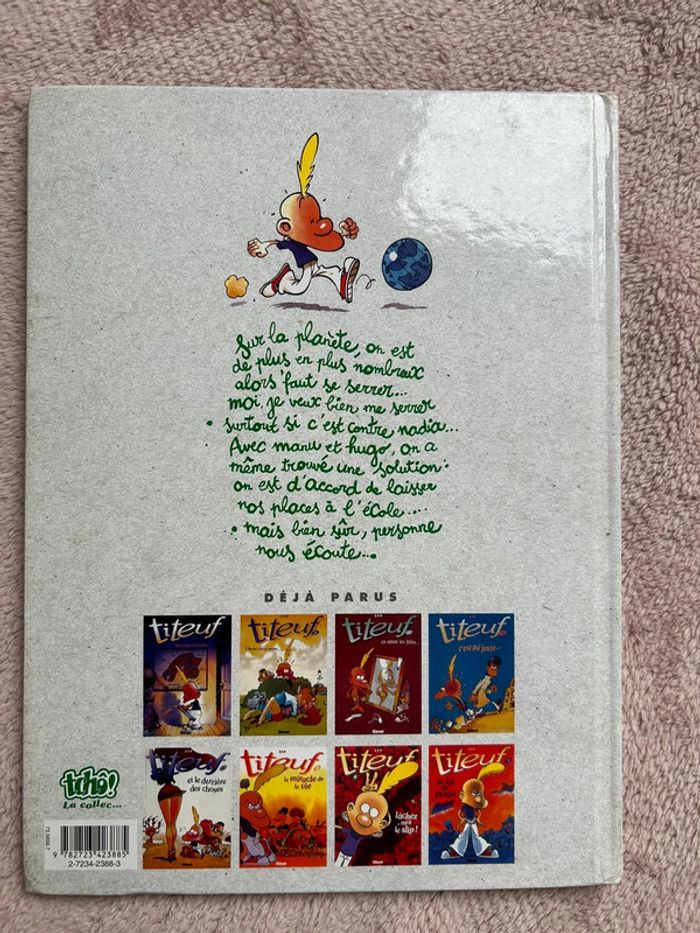 Sur la planète, on est
de plus en plus nombreux
alors faut se serrer...
moi, je veux bien me serrer
surtout si c'est contre nadia...
Avec manu et hugo, on a
même trouvé une solution :
on est d'accord de laisser
nos places à l'école....
mais bien sûr, personne
nous écoute...
DÉJÀ PARUS
titeuf
titeuf
titeuf
titeuf
c'est pô juste...
titeuf
et le derrière
des choses
titeuf
le miracle de
la vie
titeuf
Lâchez
moi
le slip !
titeuf
tchô!
La collec...
9 782723 423885
2-7234-2388-3